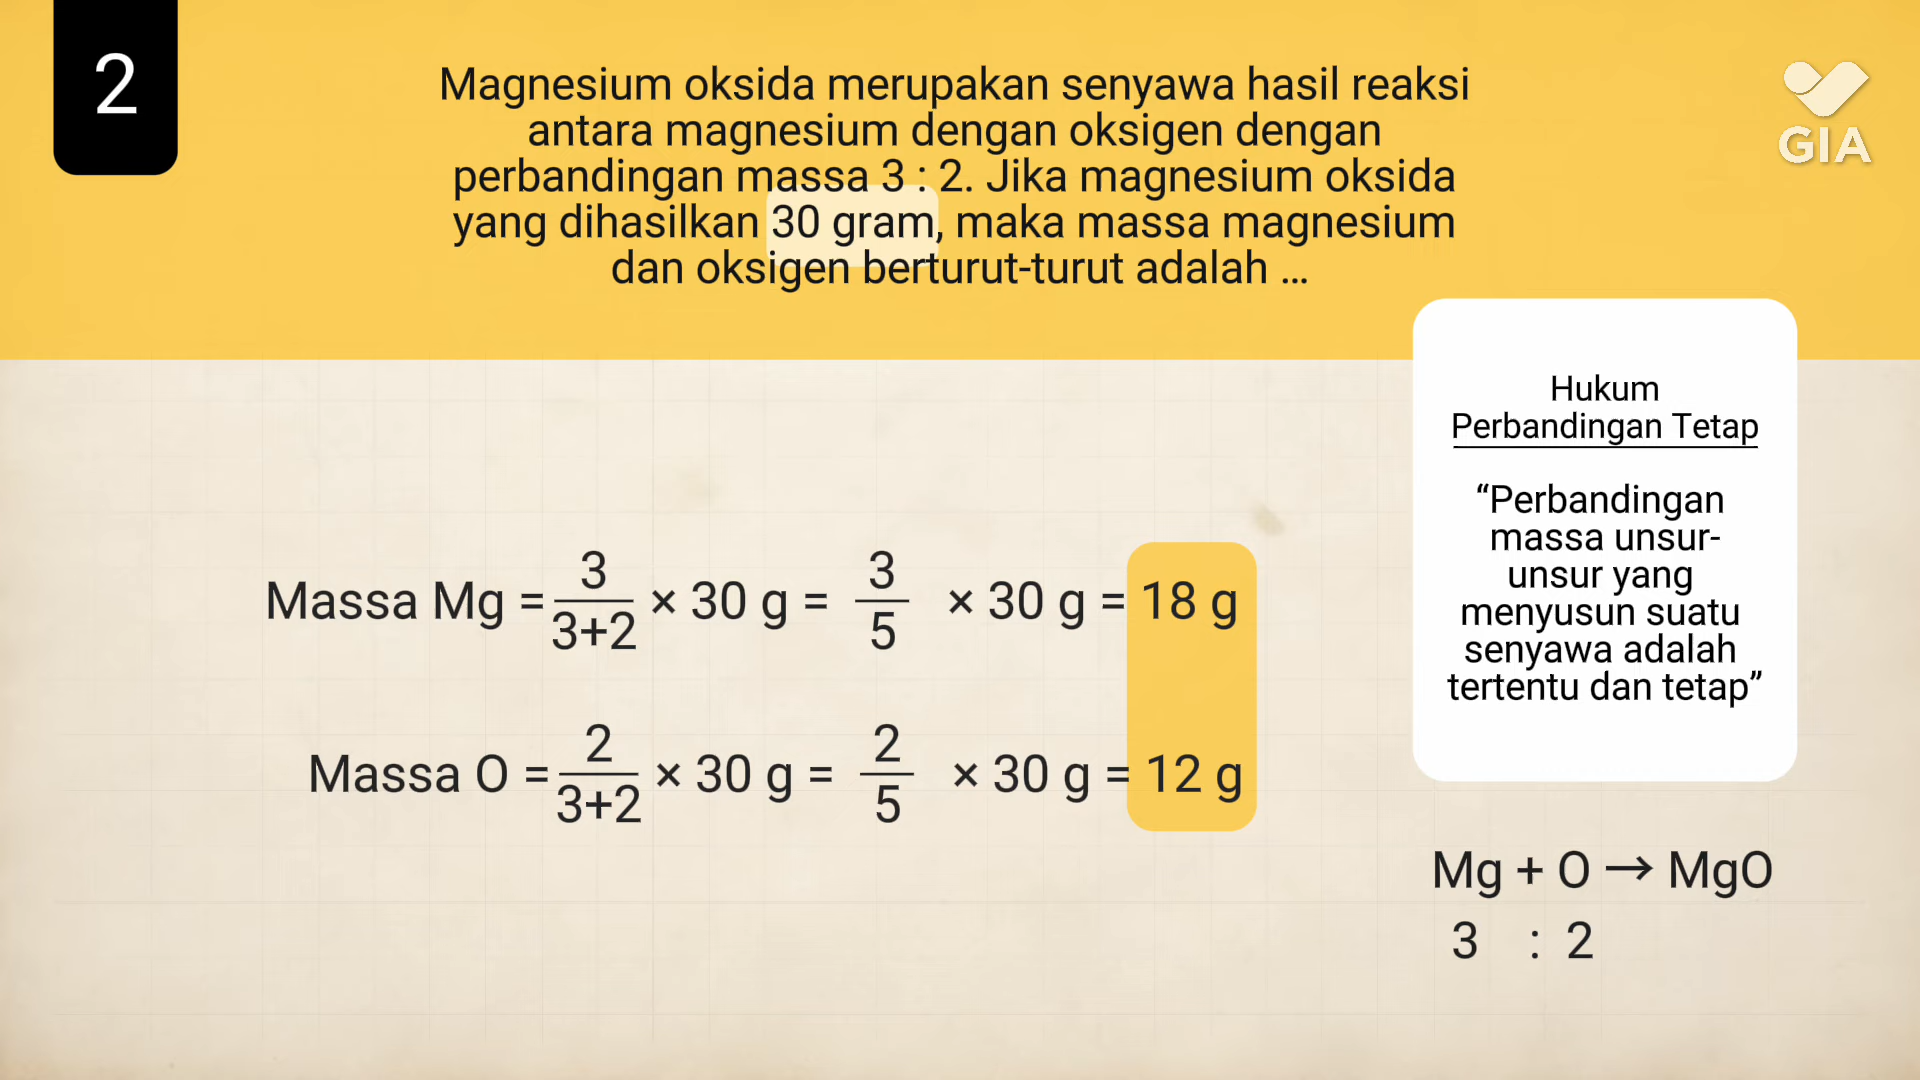 2
Magnesium oksida merupakan senyawa hasil reaksi
antara magnesium dengan oksigen dengan
perbandingan massa 3 : 2. Jika magnesium oksida
yang dihasilkan 30 gram, maka massa magnesium
dan oksigen berturut-turut adalah ...
GIA
Hukum
Perbandingan Tetap
“Perbandingan
massa unsur-
unsur yang
menyusun suatu
senyawa adalah
tertentu dan tetap”
Massa Mg = 3/3+2 × 30 g = 3/5 × 30 g = 18 g
Massa O = 2/3+2 × 30 g = 2/5 × 30 g = 12 g
Mg + O → MgO
3 : 2